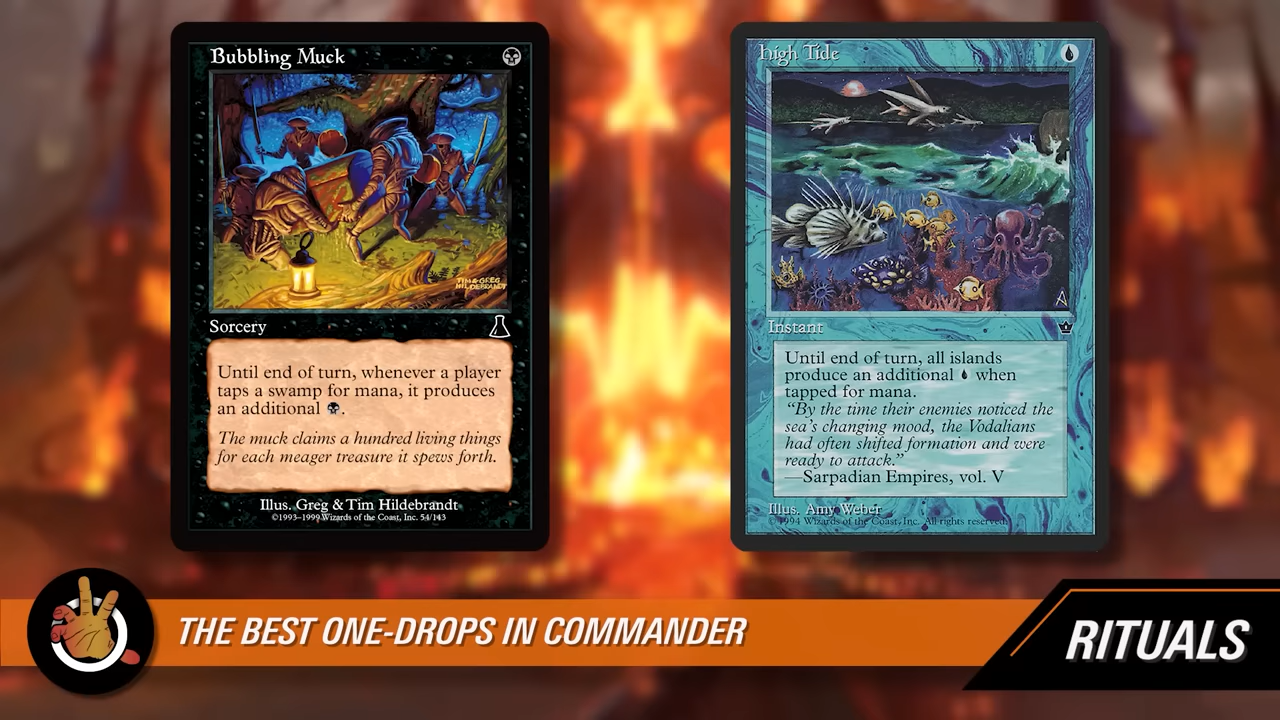 Bubbling Muck
TIM & GREG
HILDEBRANDT
Sorcery
Until end of turn, whenever a player
taps a swamp for mana, it produces
an additional .
The muck claims a hundred living things
for each meager treasure it spews forth.
Illus. Greg & Tim Hildebrandt
©1993–1999 Wizards of the Coast, Inc. 54/143
High Tide
Instant
Until end of turn, all islands
produce an additional when
tapped for mana.
“By the time their enemies noticed the
sea's changing mood, the Vodalians
had often shifted formation and were
ready to attack.”
—Sarpadian Empires, vol. V
Illus. Amy Weber
© 1994 Wizards of the Coast, Inc. All rights reserved.
THE BEST ONE-DROPS IN COMMANDER
RITUALS